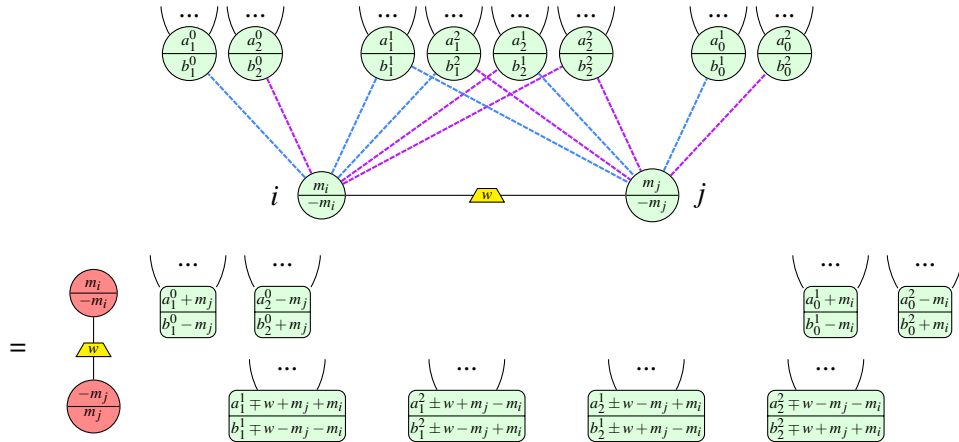 ... ... ... ... ... ... ... ...
a_1^0 a_2^0 a_1^1 a_1^2 a_2^1 a_2^2 a_0^1 a_0^2
b_1^0 b_2^0 b_1^1 b_1^2 b_2^1 b_2^2 b_0^1 b_0^2
i m_i w m_j j
-m_i -m_j
... ... ... ...
m_i a_1^0 + m_j a_2^0 - m_j a_0^1 + m_i a_0^2 - m_i
-m_i b_1^0 - m_j b_2^0 + m_j b_0^1 - m_i b_0^2 + m_i
= w
... ... ... ...
-m_j a_1^1 ∓ w + m_j + m_i a_1^2 ± w + m_j - m_i a_2^1 ± w - m_j + m_i a_2^2 ∓ w - m_j - m_i
m_j b_1^1 ∓ w - m_j - m_i b_1^2 ± w - m_j + m_i b_2^1 ± w + m_j - m_i b_2^2 ∓ w + m_j + m_i